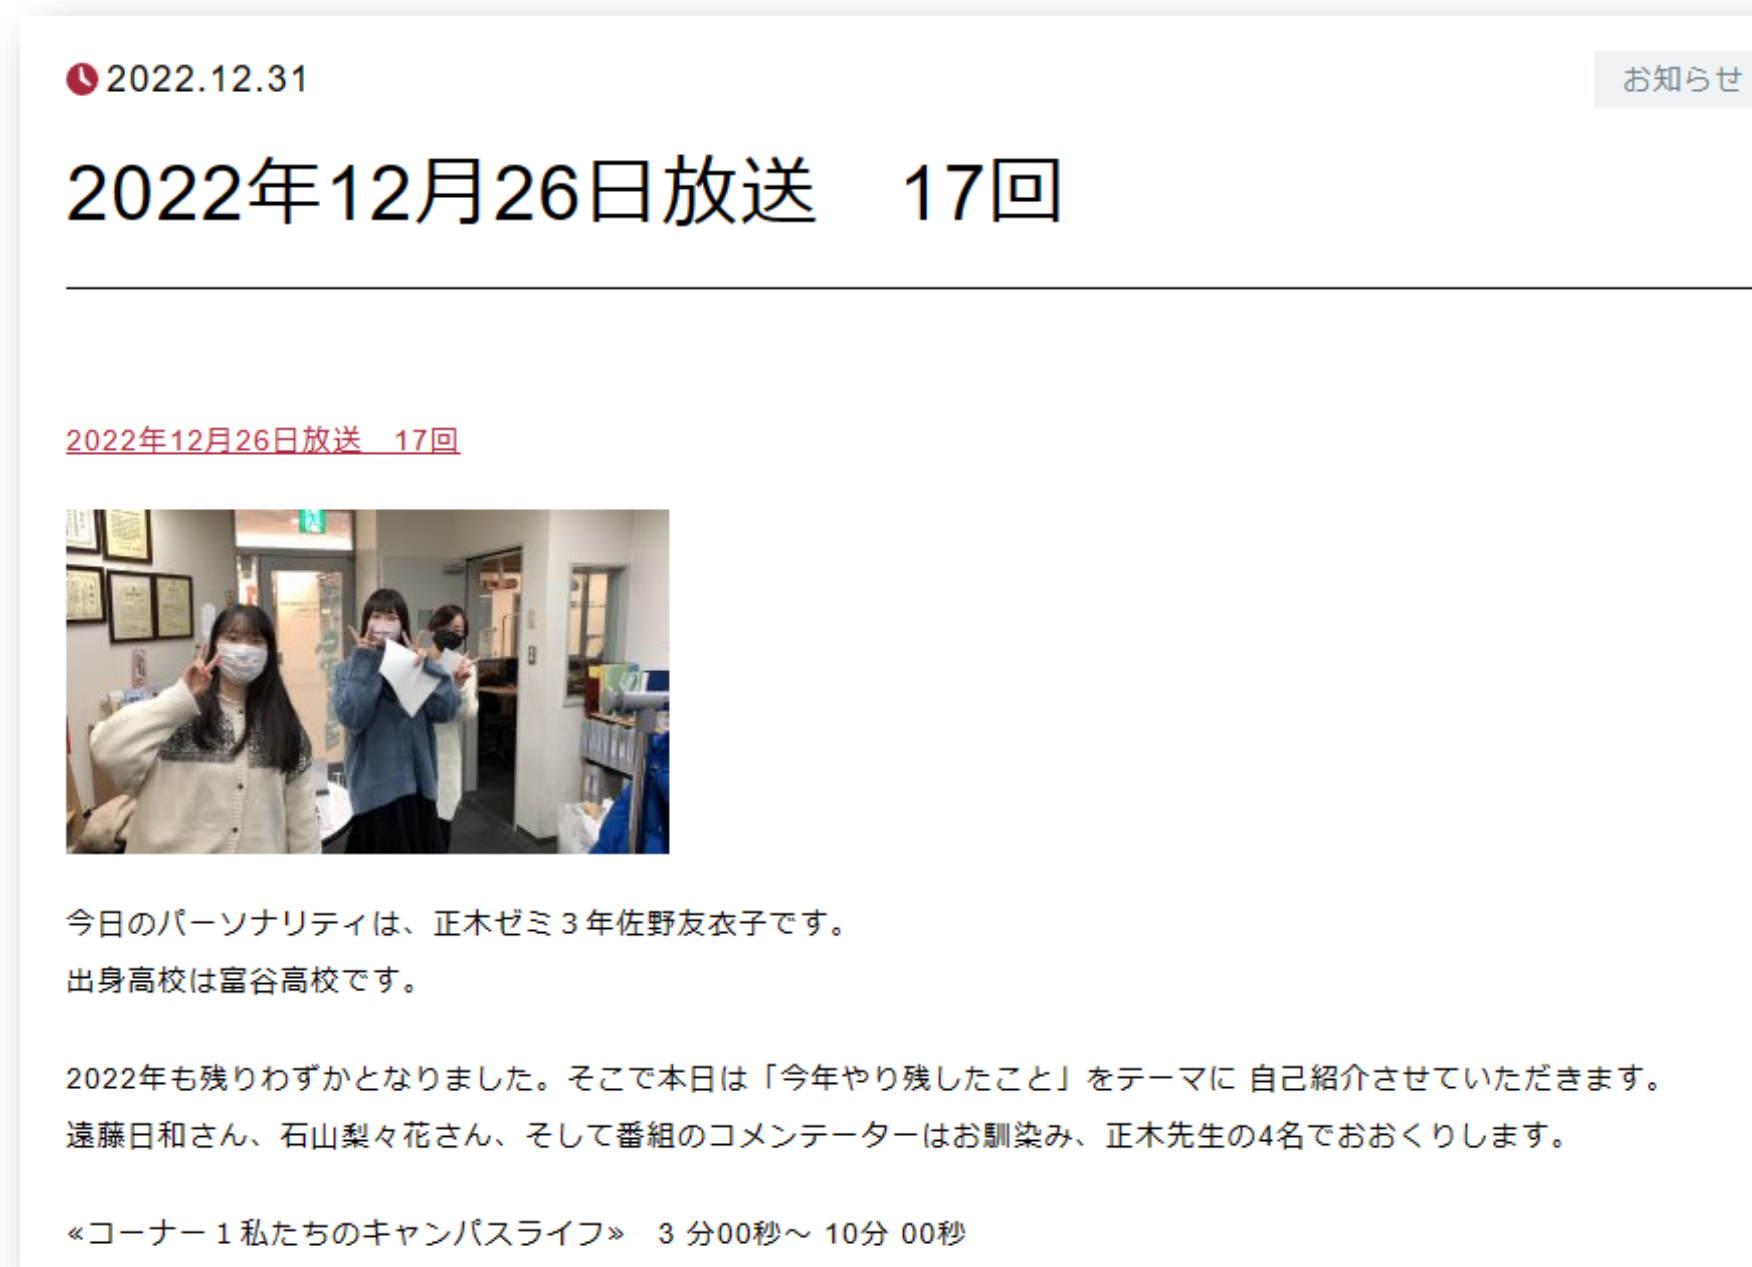 2022.12.31
お知らせ
2022年12月26日放送　17回
2022年12月26日放送　17回
今日のパーソナリティは、正木ゼミ３年佐野友衣子です。
出身高校は富谷高校です。
2022年も残りわずかとなりました。そこで本日は「今年やり残したこと」をテーマに 自己紹介させていただきます。
遠藤日和さん、石山梨々花さん、そして番組のコメンテーターはお馴染み、正木先生の4名でおおくりします。
«コーナー１私たちのキャンパスライフ»　3 分00秒～ 10分 00秒